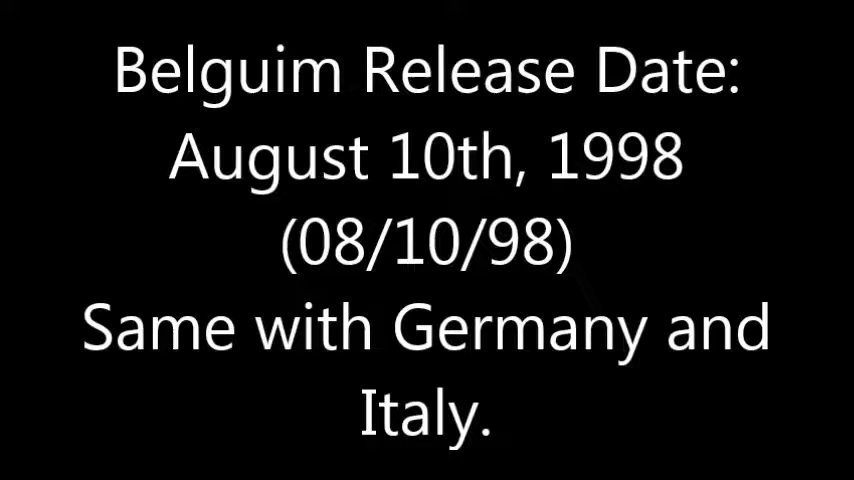 Belguim Release Date:
August 10th, 1998
(08/10/98)
Same with Germany and
Italy.